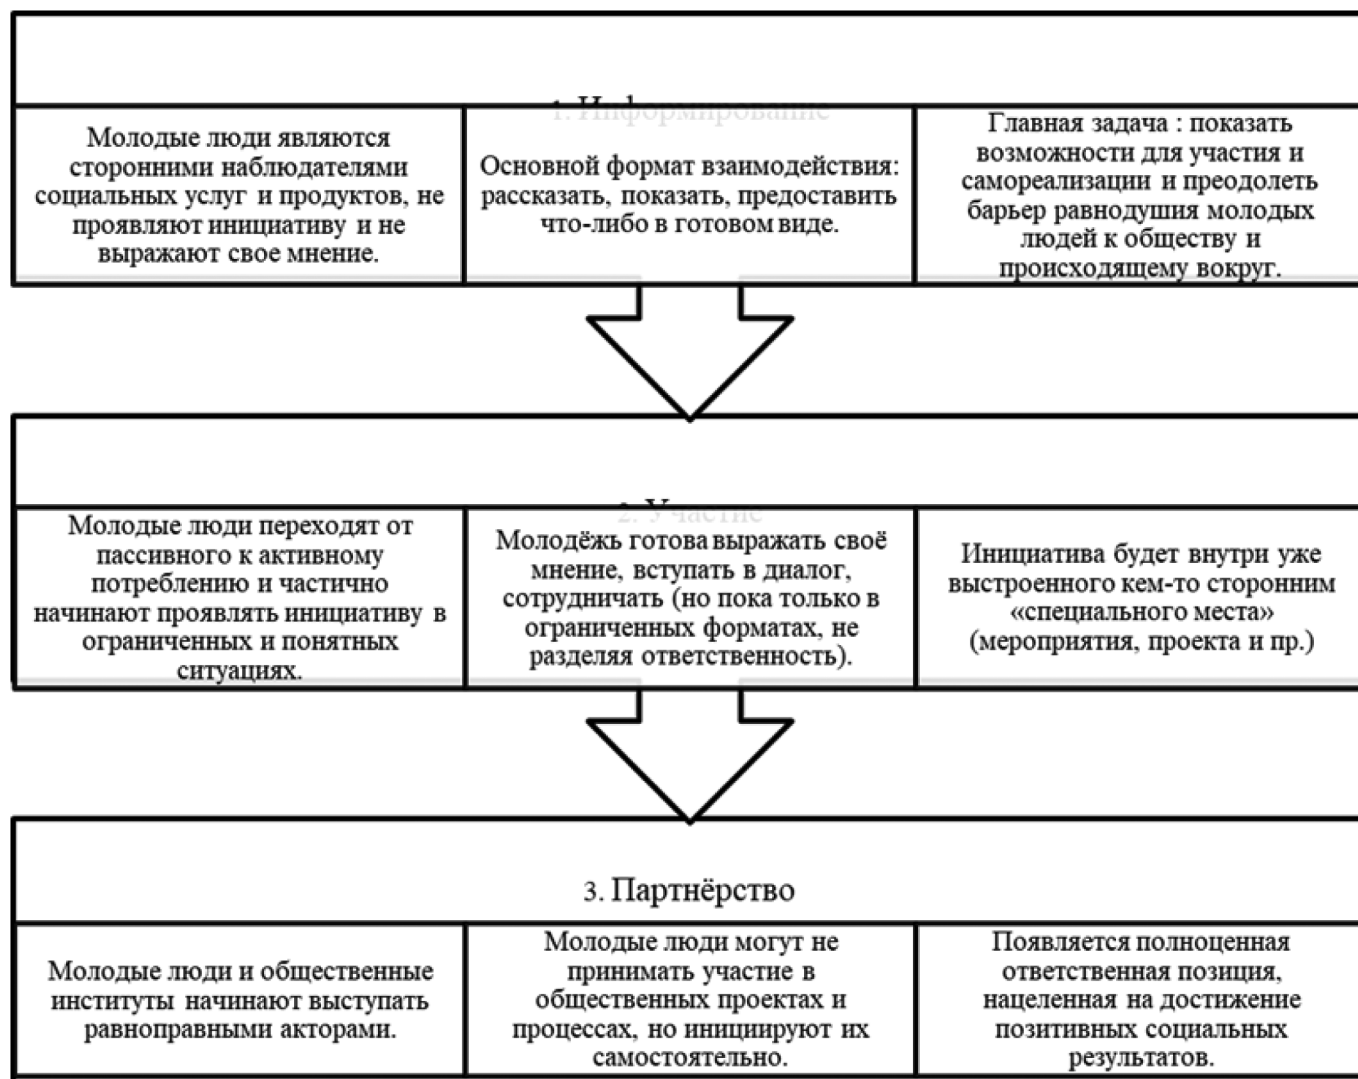 1. Информирование
Молодые люди являются
сторонними наблюдателями
социальных услуг и продуктов, не
проявляют инициативу и не
выражают свое мнение.
Основной формат взаимодействия:
рассказать, показать, предоставить
что-либо в готовом виде.
Главная задача : показать
возможности для участия и
самореализации и преодолеть
барьер равнодушия молодых
людей к обществу и
происходящему вокруг.
2. Участие
Молодые люди переходят от
пассивного к активному
потреблению и частично
начинают проявлять инициативу в
ограниченных и понятных
ситуациях.
Молодёжь готова выражать своё
мнение, вступать в диалог,
сотрудничать (но пока только в
ограниченных форматах, не
разделяя ответственность).
Инициатива будет внутри уже
выстроенного кем-то сторонним
«специального места»
(мероприятия, проекта и пр.)
3. Партнёрство
Молодые люди и общественные
институты начинают выступать
равноправными акторами.
Молодые люди могут не
принимать участие в
общественных проектах и
процессах, но инициируют их
самостоятельно.
Появляется полноценная
ответственная позиция,
нацеленная на достижение
позитивных социальных
результатов.